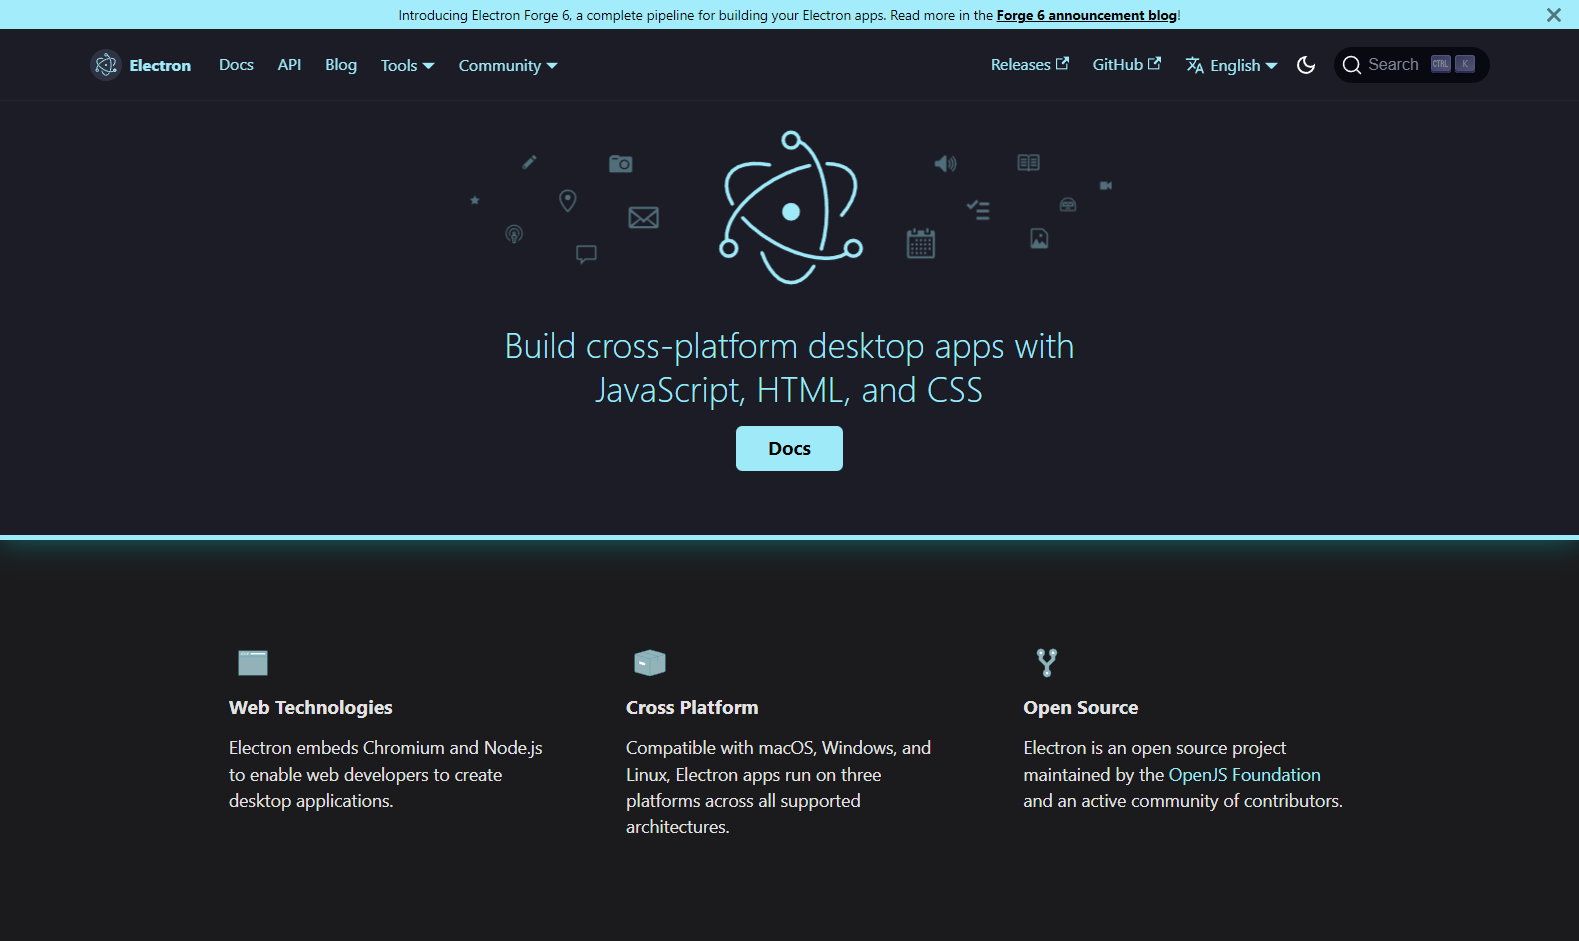 Introducing Electron Forge 6, a complete pipeline for building your Electron apps. Read more in the Forge 6 announcement blog!
Electron Docs API Blog Tools Community Releases GitHub English Search CTRL K
Build cross-platform desktop apps with
JavaScript, HTML, and CSS
Docs
Web Technologies
Electron embeds Chromium and Node.js
to enable web developers to create
desktop applications.
Cross Platform
Compatible with macOS, Windows, and
Linux, Electron apps run on three
platforms across all supported
architectures.
Open Source
Electron is an open source project
maintained by the OpenJS Foundation
and an active community of contributors.